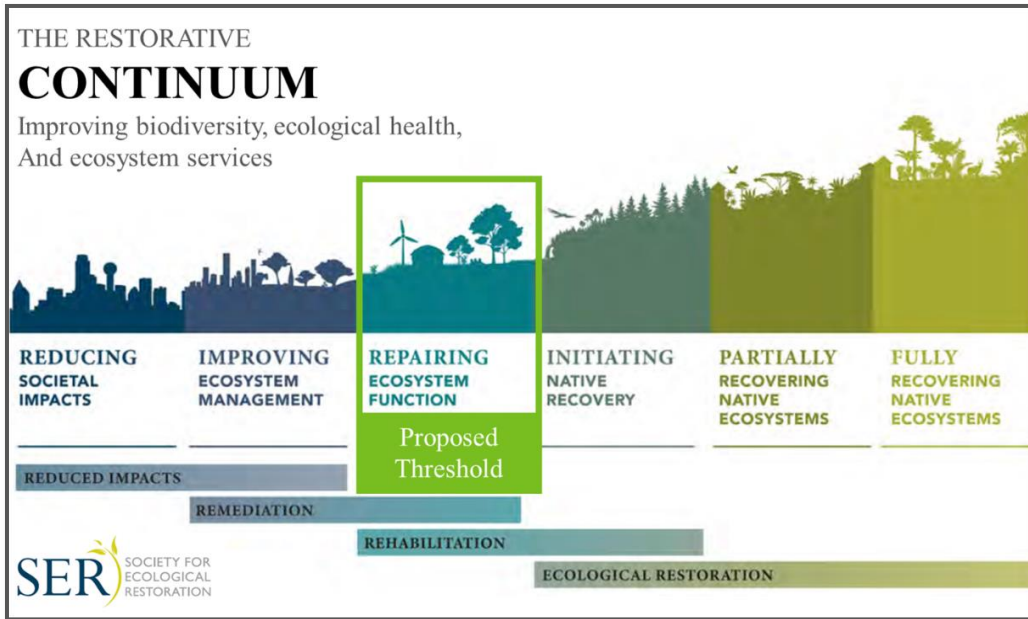 THE RESTORATIVE
CONTINUUM
Improving biodiversity, ecological health,
And ecosystem services
REDUCING
SOCIETAL
IMPACTS
IMPROVING
ECOSYSTEM
MANAGEMENT
REPAIRING
ECOSYSTEM
FUNCTION
Proposed
Threshold
INITIATING
NATIVE
RECOVERY
PARTIALLY
RECOVERING
NATIVE
ECOSYSTEMS
FULLY
RECOVERING
NATIVE
ECOSYSTEMS
REDUCED IMPACTS
REMEDIATION
REHABILITATION
ECOLOGICAL RESTORATION
SER
SOCIETY FOR
ECOLOGICAL
RESTORATION